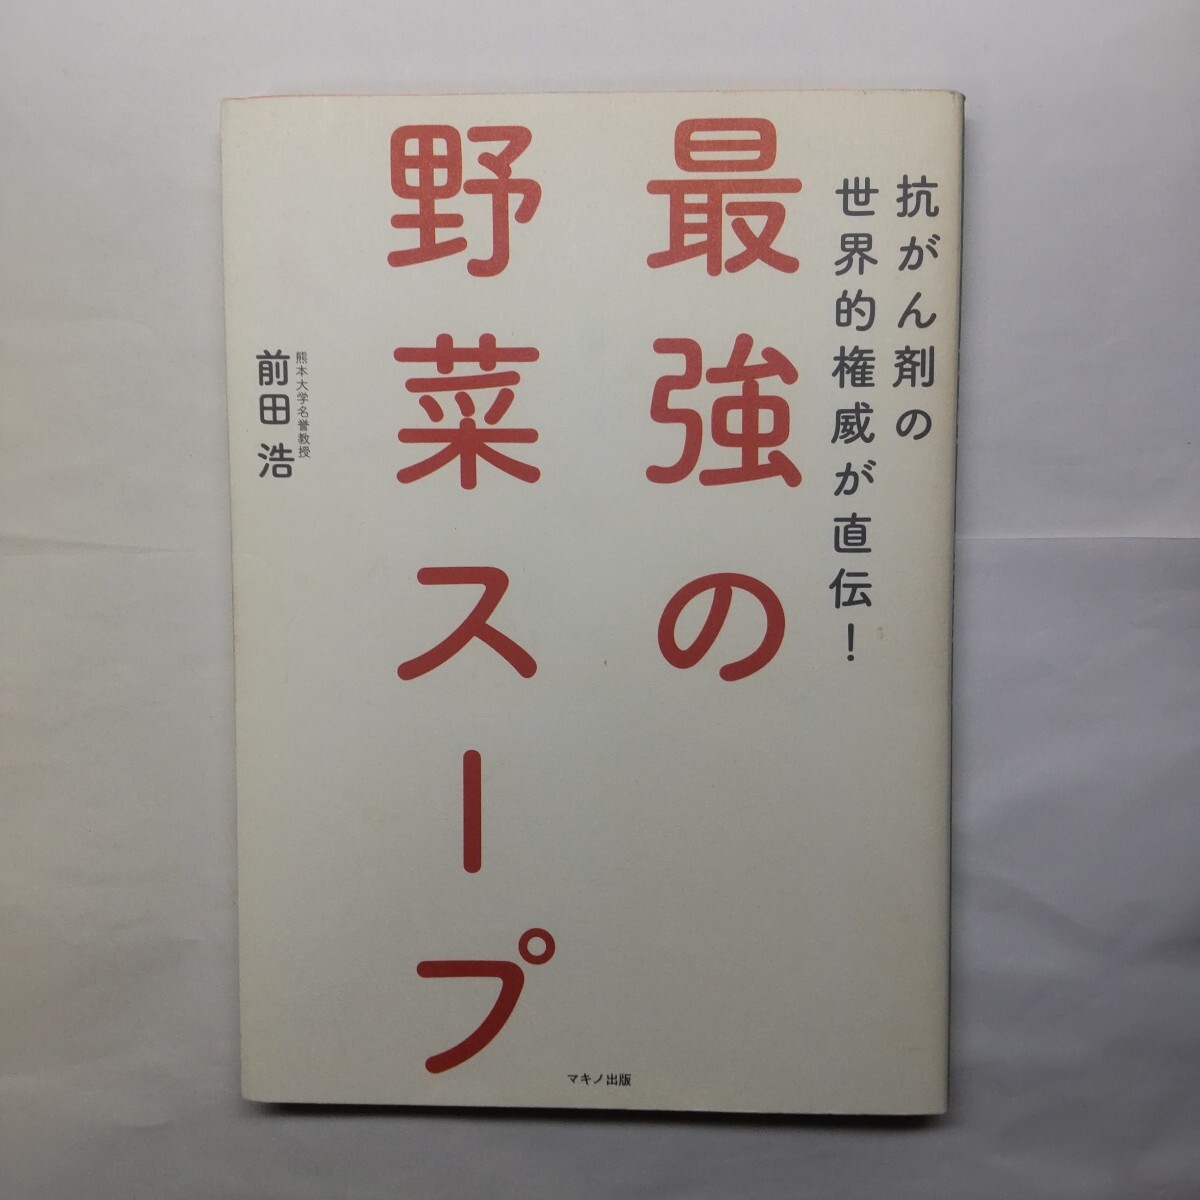 抗がん剤の
世界的権威が直伝！
最強の
野菜スープ
熊本大学名誉教授
前田 浩
マキノ出版